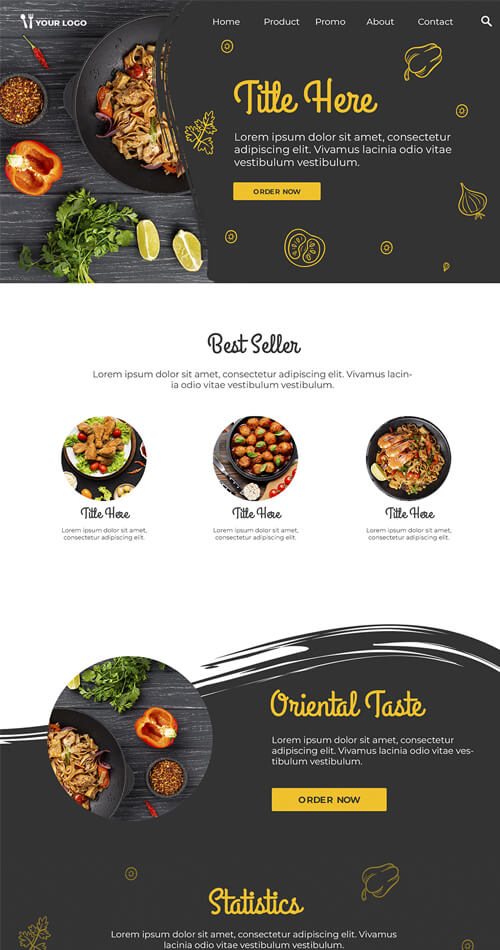 YOUR LOGO
Home Product Promo About Contact
Title Here
Lorem ipsum dolor sit amet, consectetur
adipiscing elit. Vivamus lacinia odio vitae
vestibulum vestibulum.
ORDER NOW
Best Seller
Lorem ipsum dolor sit amet, consectetur adipiscing elit. Vivamus lacin-
ia odio vitae vestibulum vestibulum.
Title Here
Lorem ipsum dolor sit amet,
consectetur adipiscing elit.
Title Here
Lorem ipsum dolor sit amet,
consectetur adipiscing elit.
Title Here
Lorem ipsum dolor sit amet,
consectetur adipiscing elit.
Oriental Taste
Lorem ipsum dolor sit amet, consectetur
adipiscing elit. Vivamus lacinia odio vitae ves-
tibulum vestibulum.
ORDER NOW
Statistics
Lorem ipsum dolor sit amet, consectetur adipiscing elit.
Vivamus lacinia odio vitae vestibulum vestibulum.